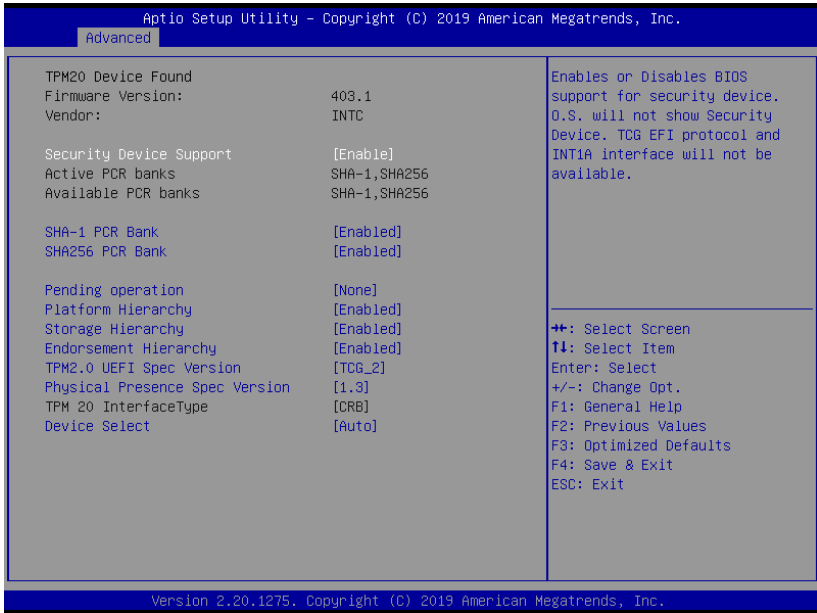 Aptio Setup Utility – Copyright (C) 2019 American Megatrends, Inc.
Advanced
TPM20 Device Found
Firmware Version: 403.1
Vendor: INTC
Security Device Support [Enable]
Active PCR banks SHA-1,SHA256
Available PCR banks SHA-1,SHA256
SHA-1 PCR Bank [Enabled]
SHA256 PCR Bank [Enabled]
Pending operation [None]
Platform Hierarchy [Enabled]
Storage Hierarchy [Enabled]
Endorsement Hierarchy [Enabled]
TPM2.0 UEFI Spec Version [TCG_2]
Physical Presence Spec Version [1.3]
TPM 20 InterfaceType [CRB]
Device Select [Auto]
Enables or Disables BIOS
support for security device.
O.S. will not show Security
Device. TCG EFI protocol and
INT1A interface will not be
available.
→←: Select Screen
↑↓: Select Item
Enter: Select
+/-: Change Opt.
F1: General Help
F2: Previous Values
F3: Optimized Defaults
F4: Save & Exit
ESC: Exit
Version 2.20.1275. Copyright (C) 2019 American Megatrends, Inc.